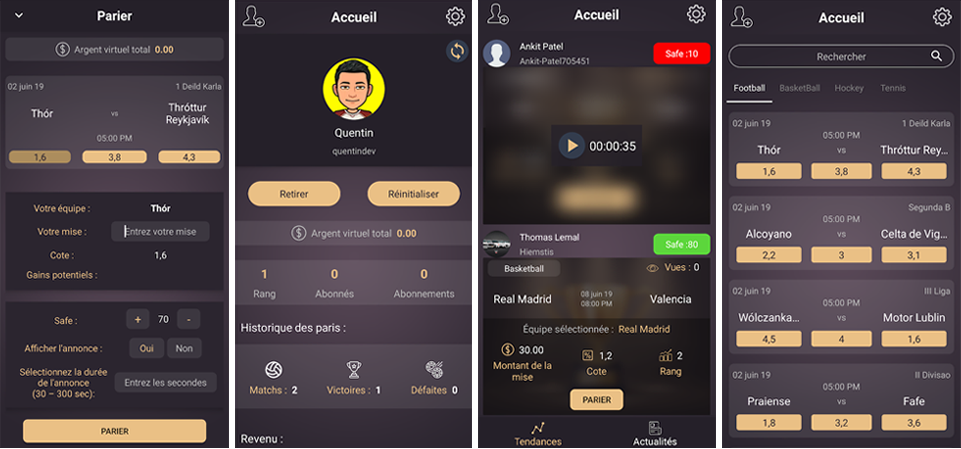 Parier
Argent virtuel total 0.00
02 juin 19 1 Deild Karla
Thór vs Thróttur
Reykjavík
05:00 PM
1,6 3,8 4,3
Votre équipe : Thór
Votre mise : Entrez votre mise
Cote : 1,6
Gains potentiels :
Safe : + 70 -
Afficher l'annonce : Oui Non
Sélectionnez la durée
de l'annonce
(30 – 300 sec):
Entrez les secondes
PARIER
Accueil
Quentin
quentindev
Retirer Réinitialiser
Argent virtuel total 0.00
1 0 0
Rang Abonnés Abonnements
Historique des paris :
Matchs : 2 Victoires : 1 Défaites 0
Revenu :
Accueil
Ankit Patel
Ankit-Patel705451
Safe :10
00:00:35
Thomas Lemal
Hiemstis
Safe :80
Basketball Vues : 0
Real Madrid 08 juin 19 Valencia
08:00 PM
Équipe sélectionnée : Real Madrid
30.00 1,2 2
Montant de la
mise
Cote Rang
PARIER
Tendances Actualités
Accueil
Rechercher
Football BasketBall Hockey Tennis
02 juin 19 1 Deild Karla
05:00 PM
Thór vs Thróttur Rey...
1,6 3,8 4,3
02 juin 19 Segunda B
05:00 PM
Alcoyano vs Celta de Vig...
2,2 3 3,1
02 juin 19 III Liga
05:00 PM
Wólczanka... vs Motor Lublin
4,5 4 1,6
02 juin 19 II Divisao
05:00 PM
Praiense vs Fafe
1,8 3,2 3,6